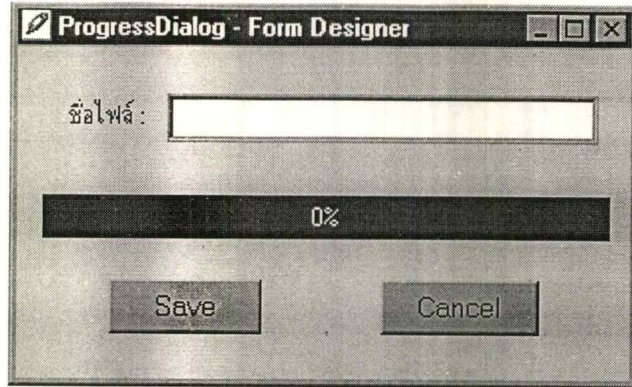 ProgressDialog - Form Designer
ชื่อไฟล์ :
0%
Save
Cancel